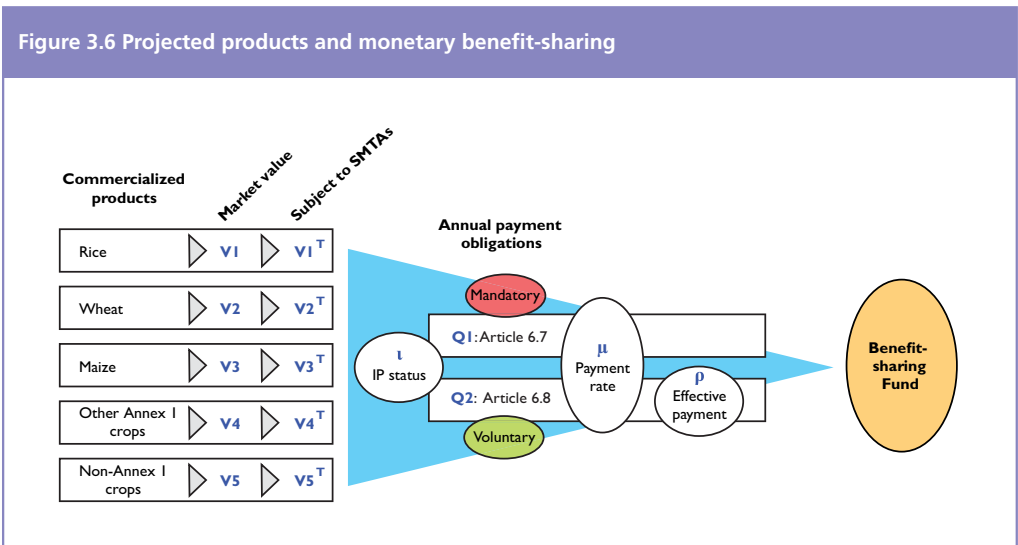 Figure 3.6 Projected products and monetary benefit-sharing
Commercialized
products
Market value
Subject to SMTAs
Rice
V1
V1T
Wheat
V2
V2T
Maize
V3
V3T
Other Annex 1
crops
V4
V4T
Non-Annex 1
crops
V5
V5T
Annual payment
obligations
Mandatory
Q1: Article 6.7
ι
IP status
Q2: Article 6.8
Voluntary
μ
Payment
rate
ρ
Effective
payment
Benefit-
sharing
Fund